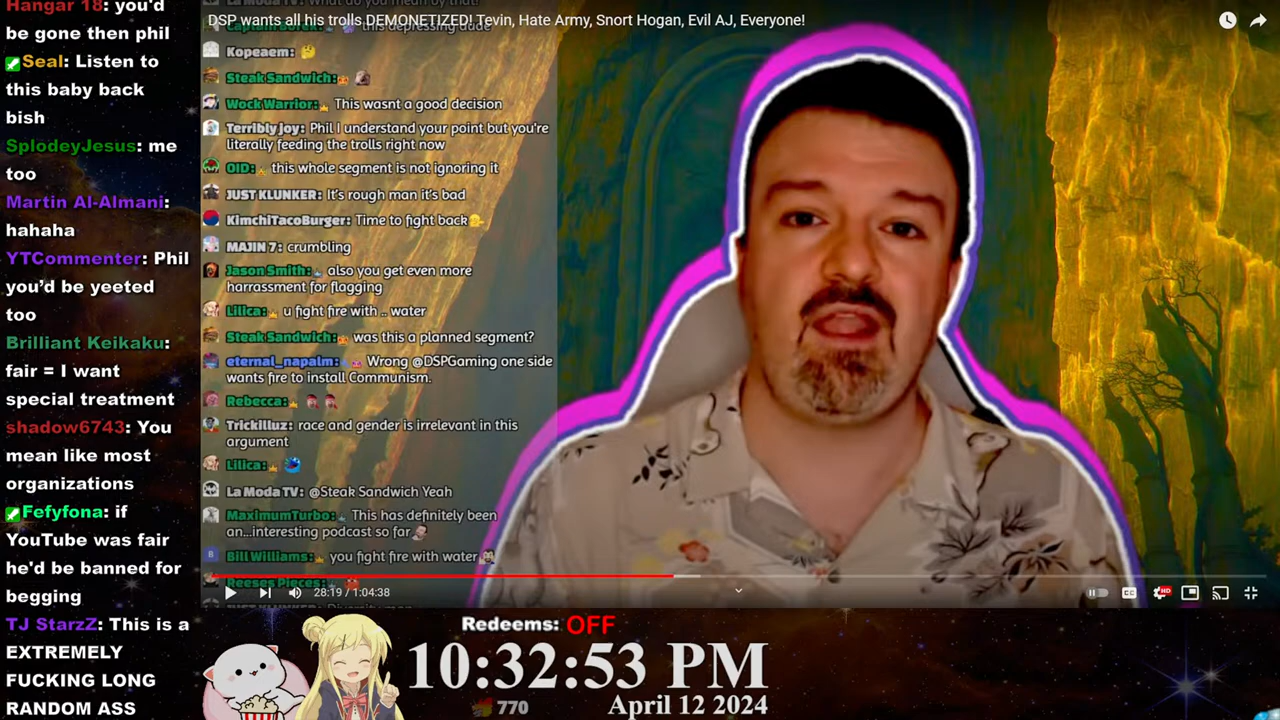 Hangar 18: you'd
be gone then phil
Seal: Listen to
this baby back
bish
SplodeyJesus: me
too
Martin Al-Almani:
hahaha
YTCommenter: Phil
you'd be yeeted
too
Brilliant Keikaku:
fair = I want
special treatment
shadow6743: You
mean like most
organizations
Fefyfona: if
YouTube was fair
he'd be banned for
begging
TJ StarzZ: This is a
EXTREMELY
FUCKING LONG
RANDOM ASS
DSP wants all his trolls DEMONETIZED! Tevin, Hate Army, Snort Hogan, Evil AJ, Everyone!
this depressing dude
Kopeaem:
Steak Sandwich:
Wock Warrior: This wasnt a good decision
Terribly Joy: Phil I understand your point but you're
literally feeding the trolls right now
OID: this whole segment is not ignoring it
JUST KLUNKER: It's rough man it's bad
KimchiTacoBurger: Time to fight back
MAJIN 7: crumbling
Jason Smith: also you get even more
harrassment for flagging
Lilica: u fight fire with .. water
Steak Sandwich: was this a planned segment?
eternal_napalm: Wrong @DSPGaming one side
wants fire to install Communism.
Rebecca:
Trickilluz: race and gender is irrelevant in this
argument
Lilica:
La Moda TV: @Steak Sandwich Yeah
MaximumTurbo: This has definitely been
an...interesting podcast so far
B Bill Williams: you fight fire with water
Reeses Pieces:
28:19 / 1:04:38
CC
HD
Redeems: OFF
10:32:53 PM
770
April 12 2024